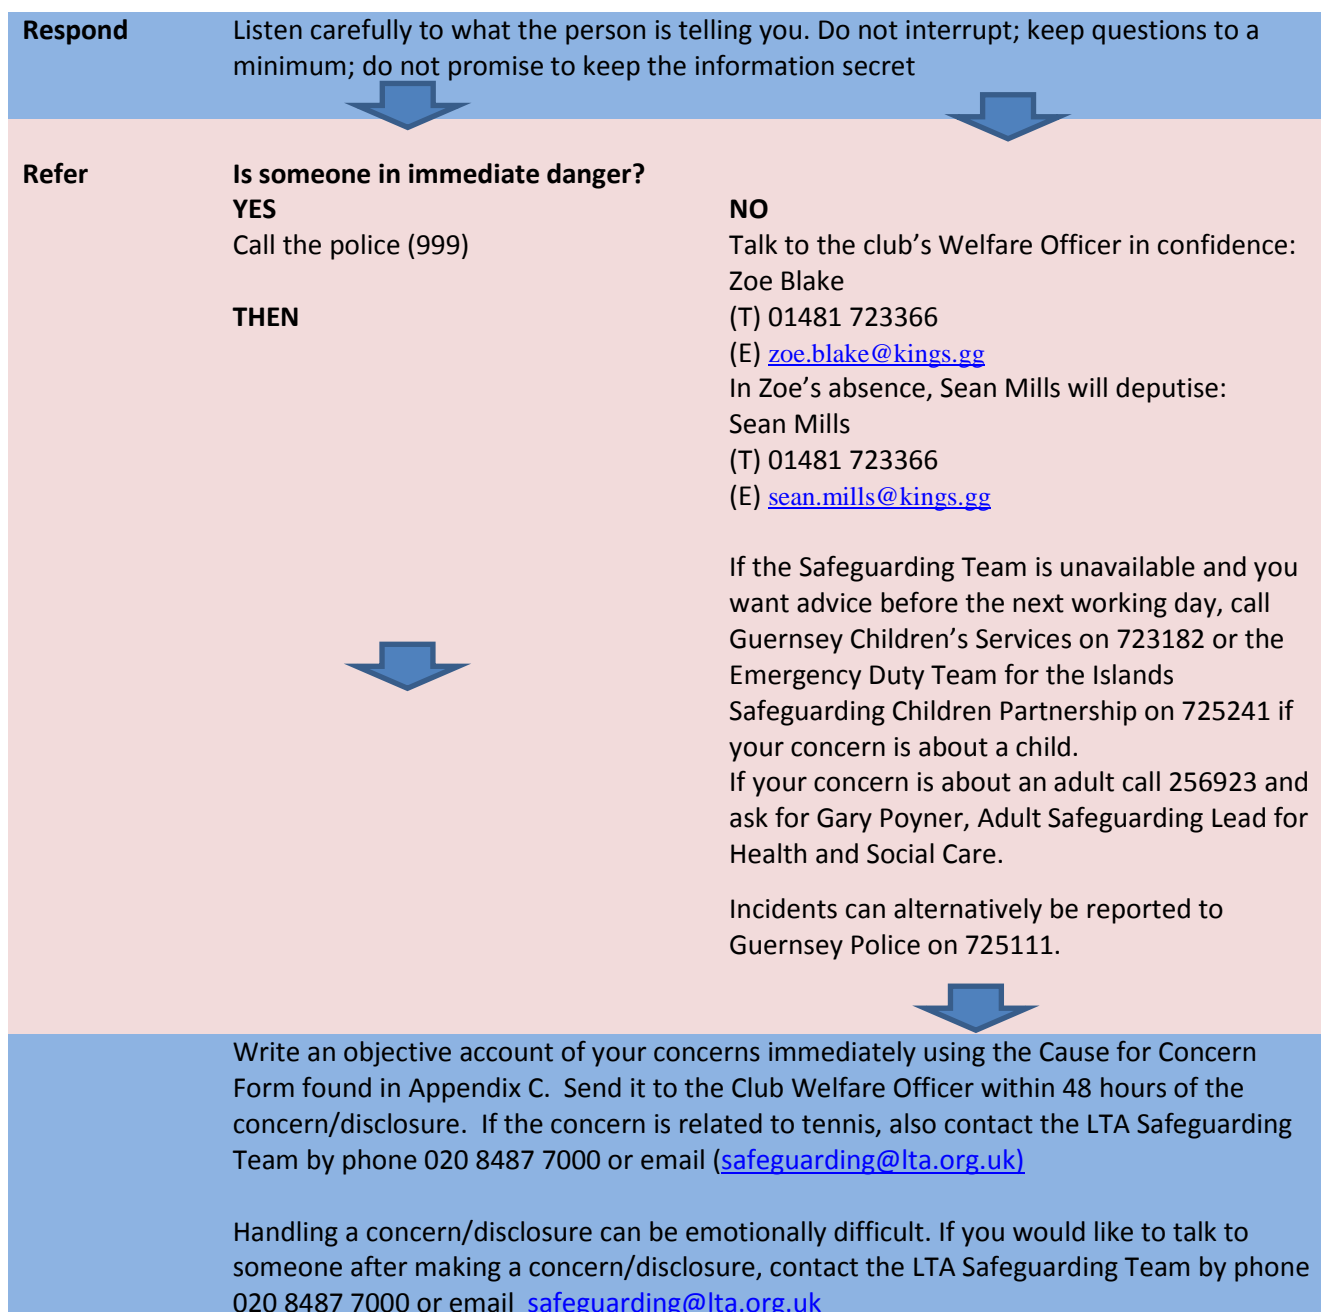 Respond
Listen carefully to what the person is telling you. Do not interrupt; keep questions to a
minimum; do not promise to keep the information secret
Refer
Is someone in immediate danger?
YES
Call the police (999)
THEN
NO
Talk to the club’s Welfare Officer in confidence:
Zoe Blake
(T) 01481 723366
(E) zoe.blake@kings.gg
In Zoe’s absence, Sean Mills will deputise:
Sean Mills
(T) 01481 723366
(E) sean.mills@kings.gg
If the Safeguarding Team is unavailable and you
want advice before the next working day, call
Guernsey Children’s Services on 723182 or the
Emergency Duty Team for the Islands
Safeguarding Children Partnership on 725241 if
your concern is about a child.
If your concern is about an adult call 256923 and
ask for Gary Poyner, Adult Safeguarding Lead for
Health and Social Care.
Incidents can alternatively be reported to
Guernsey Police on 725111.
Write an objective account of your concerns immediately using the Cause for Concern
Form found in Appendix C.  Send it to the Club Welfare Officer within 48 hours of the
concern/disclosure.  If the concern is related to tennis, also contact the LTA Safeguarding
Team by phone 020 8487 7000 or email (safeguarding@lta.org.uk)
Handling a concern/disclosure can be emotionally difficult. If you would like to talk to
someone after making a concern/disclosure, contact the LTA Safeguarding Team by phone
020 8487 7000 or email  safeguarding@lta.org.uk